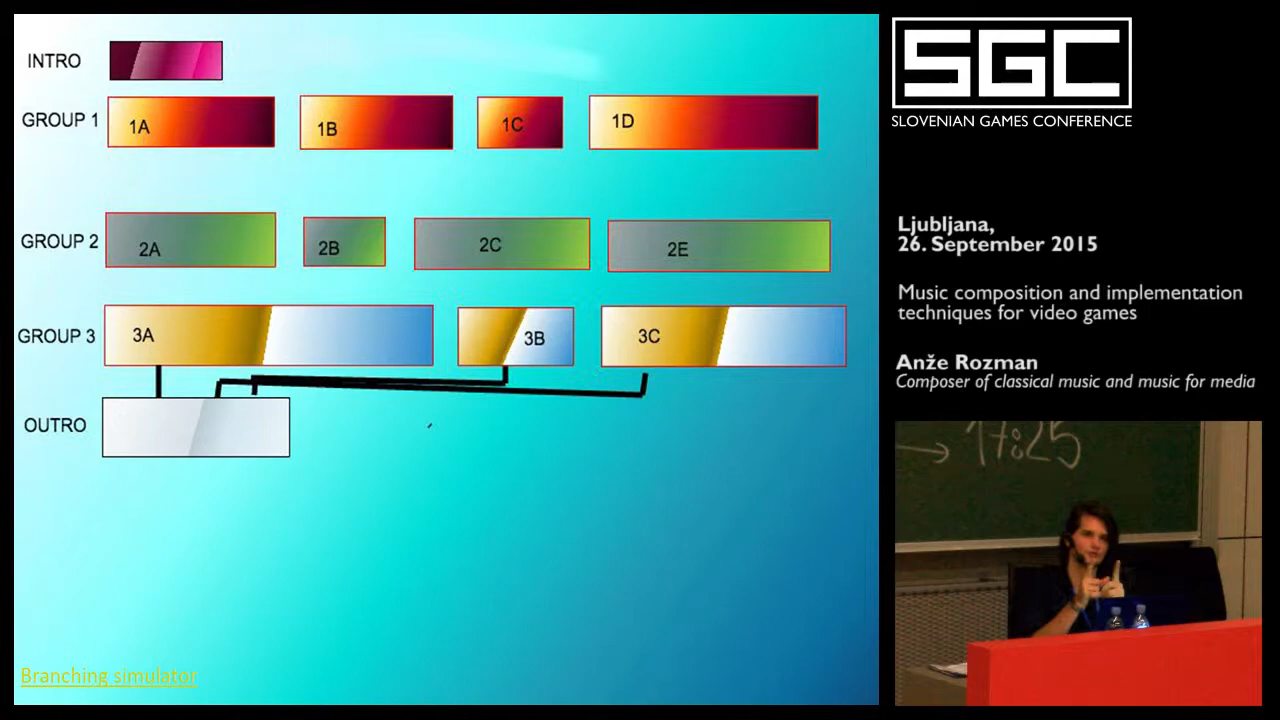 INTRO
GROUP 1
1A
1B
1C
1D
GROUP 2
2A
2B
2C
2E
GROUP 3
3A
3B
3C
OUTRO
Branching simulator
SGC
SLOVENIAN GAMES CONFERENCE
Ljubljana,
26. September 2015
Music composition and implementation
techniques for video games
Anže Rozman
Composer of classical music and music for media
→ 17:25